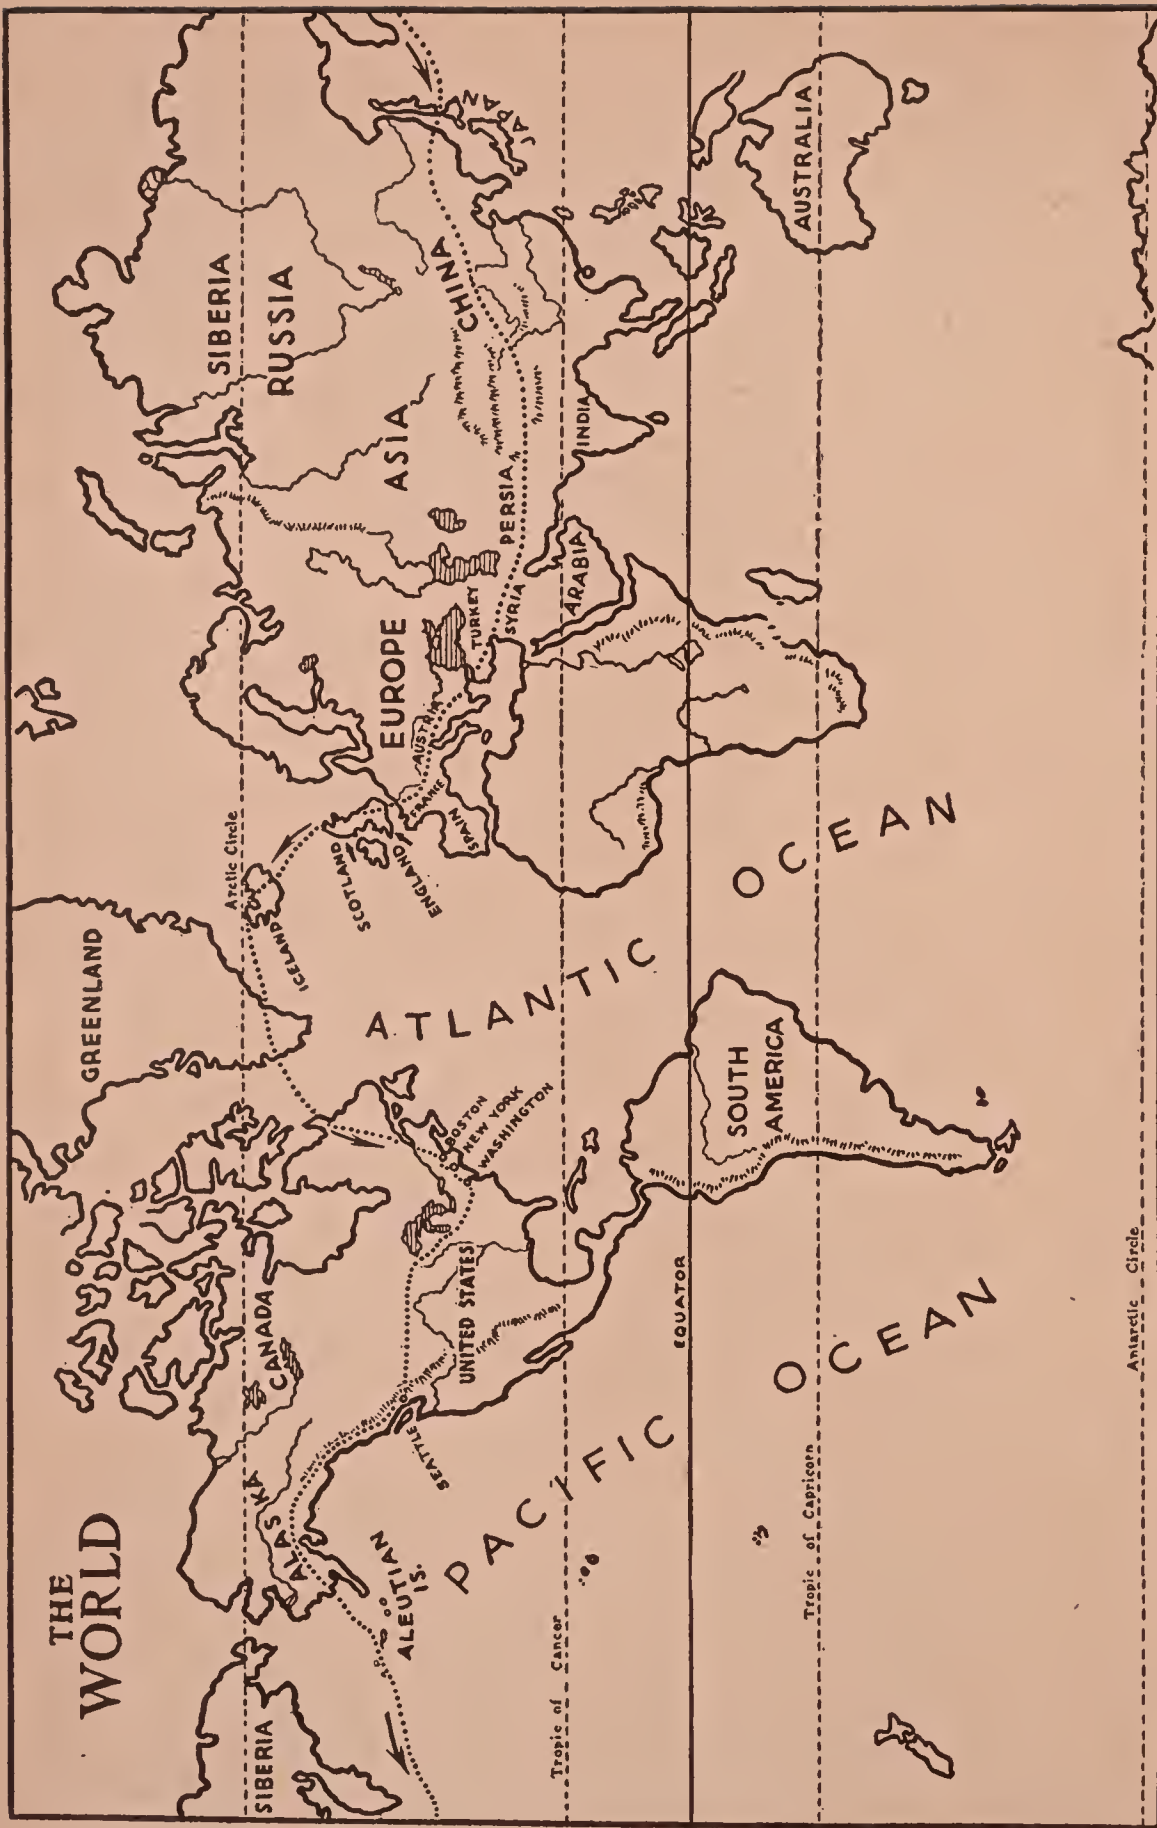 THE
WORLD
SIBERIA
ALASKA
ALEUTIAN
IS.
CANADA
SEATTLE
UNITED STATES
BOSTON
NEW YORK
WASHINGTON
GREENLAND
Arctic Circle
ICELAND
SCOTLAND
ENGLAND
FRANCE
SPAIN
AUSTRIA
EUROPE
TURKEY
SYRIA
ARABIA
PERSIA
ASIA
INDIA
SIBERIA
RUSSIA
CHINA
JAPAN
AUSTRALIA
ATLANTIC OCEAN
PACIFIC OCEAN
SOUTH
AMERICA
Tropic of Cancer
EQUATOR
Tropic of Capricorn
Antarctic Circle